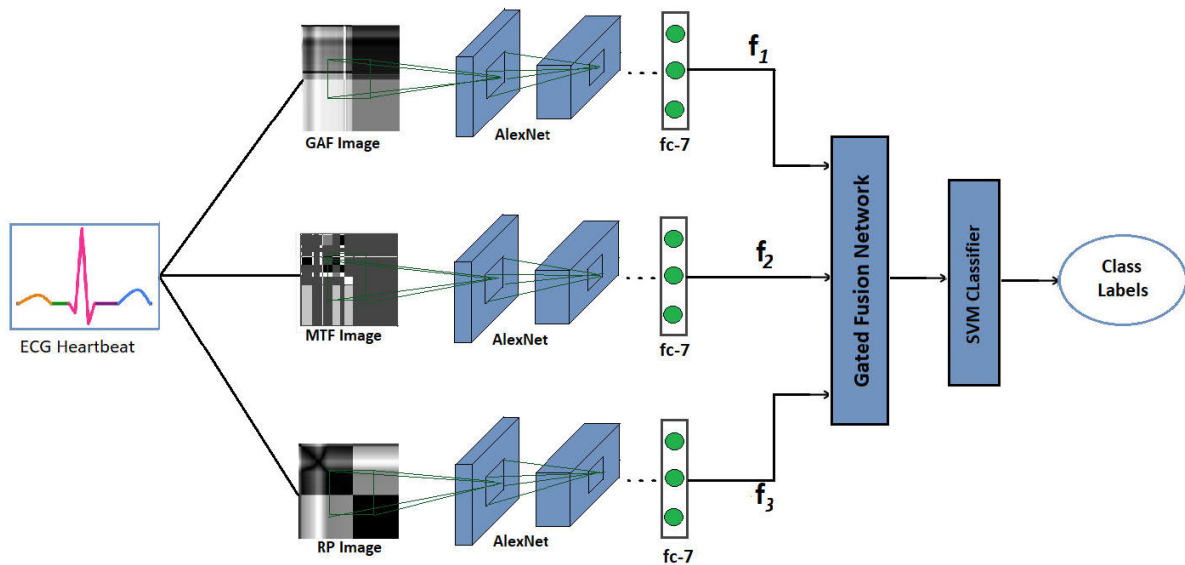 ECG Heartbeat
GAF Image
AlexNet
fc-7
f1
MTF Image
AlexNet
fc-7
f2
RP Image
AlexNet
fc-7
f3
Gated Fusion Network
SVM CLassifier
Class
Labels